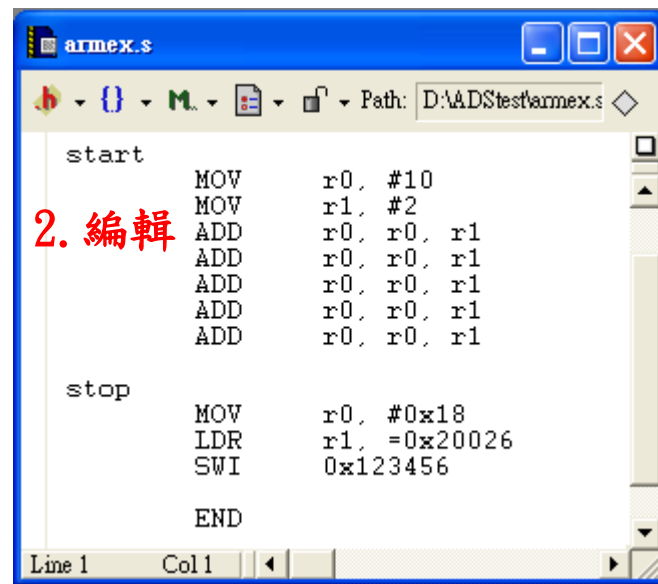 armex.s
h {} M. Path: D:\ADStest\armex.s
start
MOV r0, #10
MOV r1, #2
2.編輯 ADD r0, r0, r1
ADD r0, r0, r1
ADD r0, r0, r1
ADD r0, r0, r1
ADD r0, r0, r1
stop
MOV r0, #0x18
LDR r1, =0x20026
SWI 0x123456
END
Line 1 Col 1